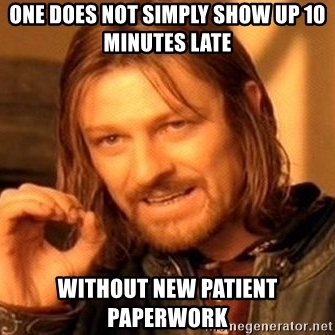 ONE DOES NOT SIMPLY SHOW UP 10
MINUTES LATE
WITHOUT NEW PATIENT
PAPERWORK